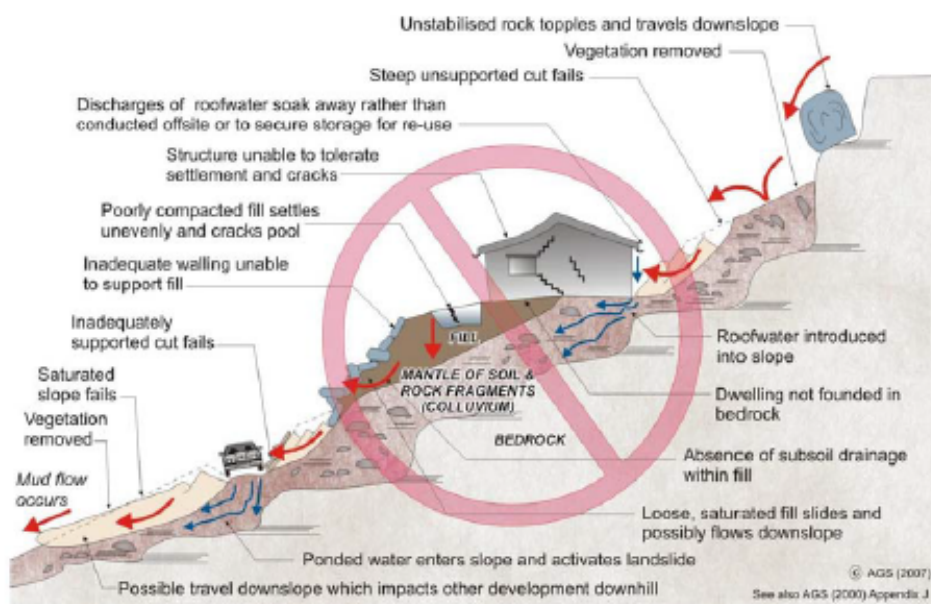 Unstabilised rock topples and travels downslope
Vegetation removed
Steep unsupported cut fails
Discharges of roofwater soak away rather than
conducted offsite or to secure storage for re-use
Structure unable to tolerate
settlement and cracks
Poorly compacted fill settles
unevenly and cracks pool
Inadequate walling unable
to support fill
Inadequately
supported cut fails
Saturated
slope fails
Vegetation
removed
Mud flow
occurs
FILL
MANTLE OF SOIL &
ROCK FRAGMENTS
(COLLUVIUM)
BEDROCK
Roofwater introduced
into slope
Dwelling not founded in
bedrock
Absence of subsoil drainage
within fill
Loose, saturated fill slides and
possibly flows downslope
Ponded water enters slope and activates landslide
Possible travel downslope which impacts other development downhill
© AGS (2007)
See also AGS (2000) Appendix J